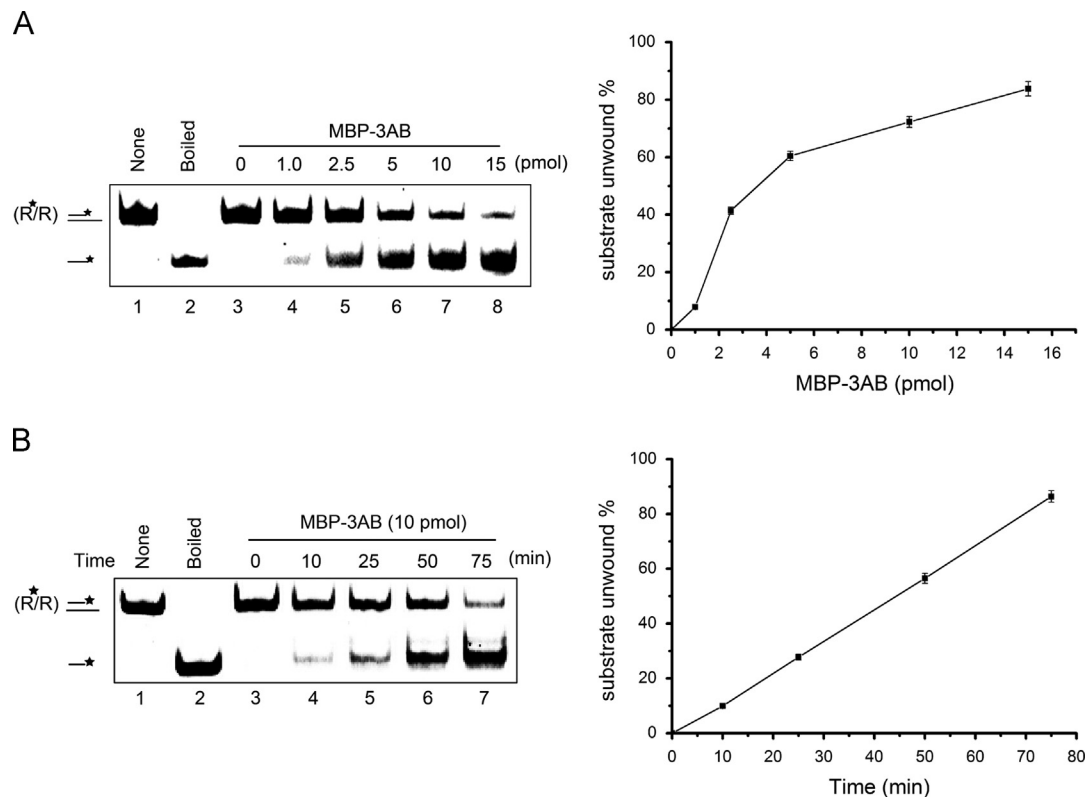 A
None
Boiled
MBP-3AB
0 1.0 2.5 5 10 15 (pmol)
(R/R)
1 2 3 4 5 6 7 8
substrate unwound %
100
80
60
40
20
0
0 2 4 6 8 10 12 14 16
MBP-3AB (pmol)
B
None
Boiled
MBP-3AB (10 pmol)
Time 0 10 25 50 75 (min)
(R/R)
1 2 3 4 5 6 7
substrate unwound %
100
80
60
40
20
0
0 10 20 30 40 50 60 70 80
Time (min)